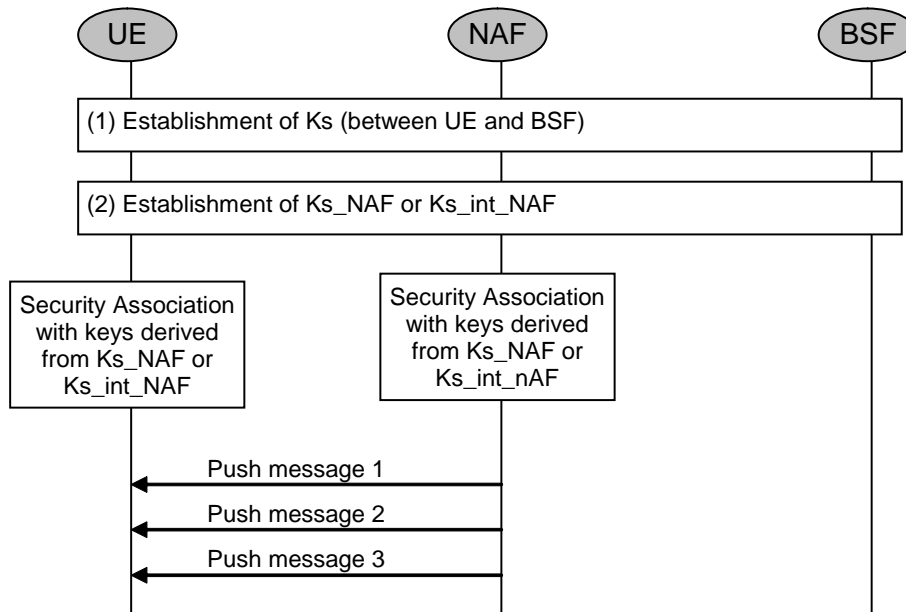 UE
NAF
BSF
(1) Establishment of Ks (between UE and BSF)
(2) Establishment of Ks_NAF or Ks_int_NAF
Security Association
with keys derived
from Ks_NAF or
Ks_int_NAF
Security Association
with keys derived
from Ks_NAF or
Ks_int_nAF
Push message 1
Push message 2
Push message 3